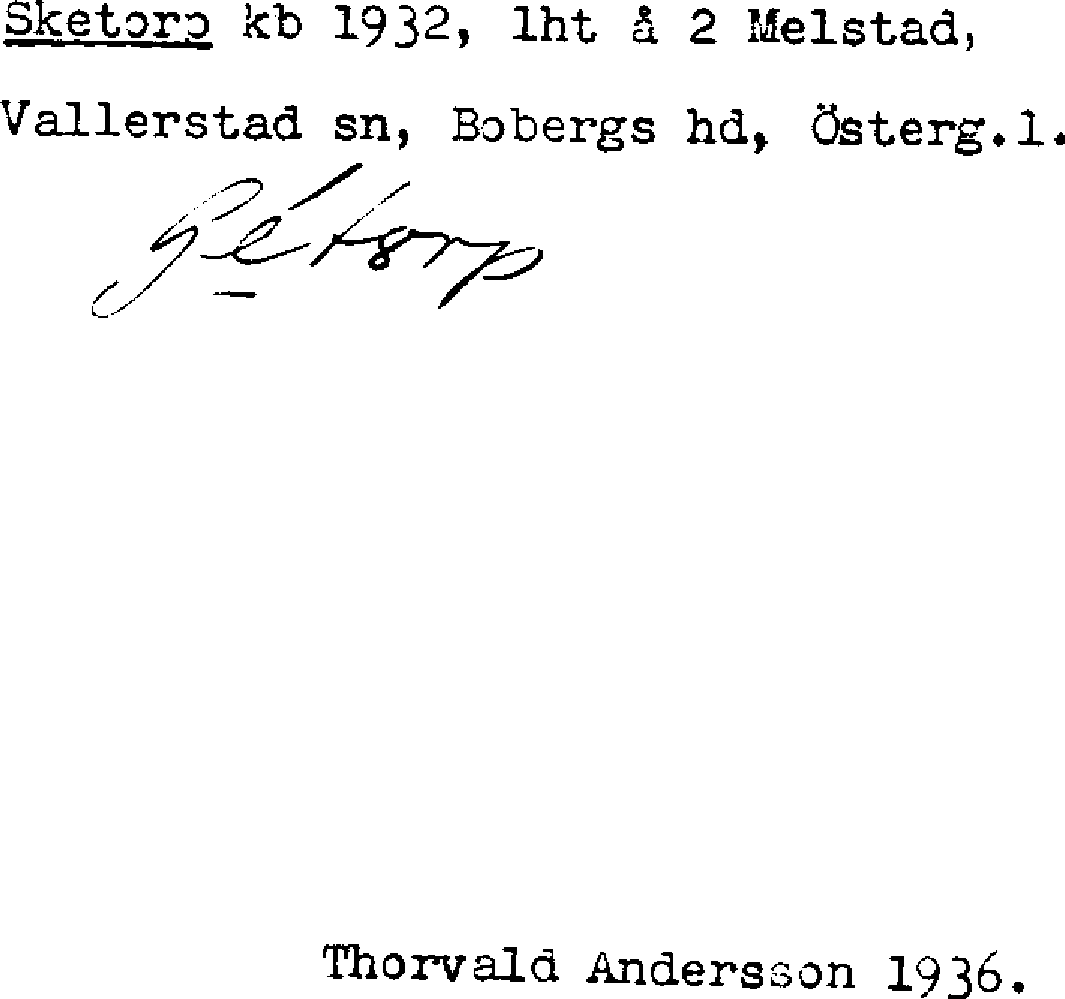 Sketorp kb 1932, lht å 2 Melstad,
Vallerstad sn, Bobergs hd, Österg.l.
Thorvald Andersson 1936.